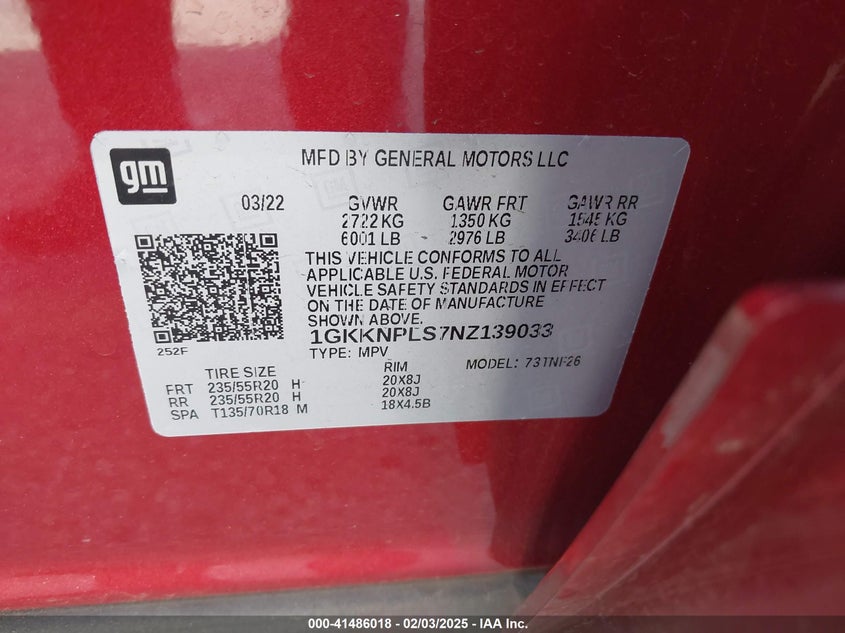 gm
MFD BY GENERAL MOTORS LLC
03/22 GVWR GAWR FRT GAWR RR
2722 KG 1350 KG 1545 KG
6001 LB 2976 LB 3406 LB
THIS VEHICLE CONFORMS TO ALL
APPLICABLE U.S. FEDERAL MOTOR
VEHICLE SAFETY STANDARDS IN EFFECT
ON THE DATE OF MANUFACTURE
SHOWN ABOVE.
252F
1GKKNPLS7NZ139033
TYPE: MPV MODEL: 73TNF26
TIRE SIZE RIM
FRT 235/55R20 H 20X8J
RR 235/55R20 H 20X8J
SPA T135/70R18 M 18X4.5B
000-41486018 - 02/03/2025 - IAA Inc.